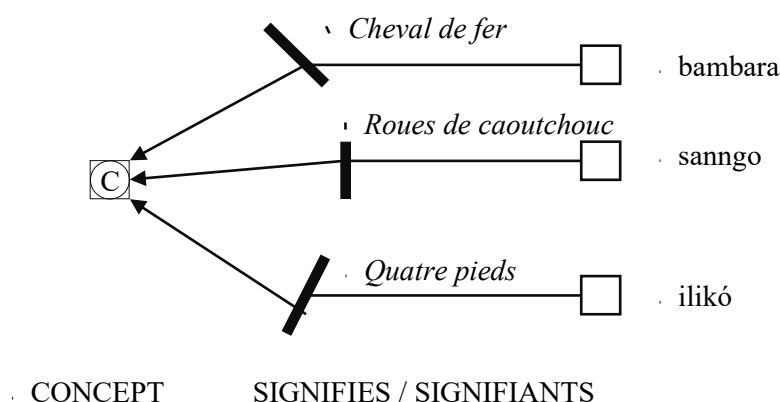 Cheval de fer
bambara
Roues de caoutchouc
sanngo
C
Quatre pieds
ilikó
CONCEPT SIGNIFIES / SIGNIFIANTS